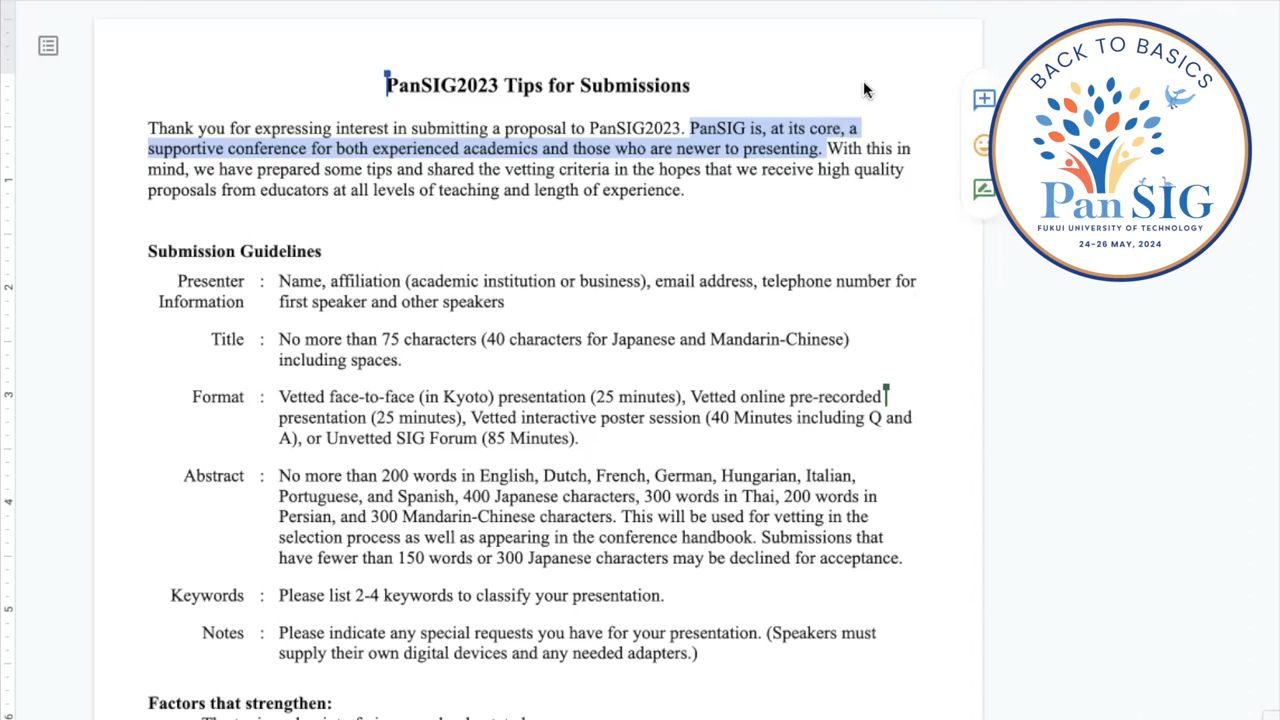 PanSIG2023 Tips for Submissions
Thank you for expressing interest in submitting a proposal to PanSIG2023. PanSIG is, at its core, a
supportive conference for both experienced academics and those who are newer to presenting. With this in
mind, we have prepared some tips and shared the vetting criteria in the hopes that we receive high quality
proposals from educators at all levels of teaching and length of experience.
Submission Guidelines
Presenter Information : Name, affiliation (academic institution or business), email address, telephone number for
first speaker and other speakers
Title : No more than 75 characters (40 characters for Japanese and Mandarin-Chinese)
including spaces.
Format : Vetted face-to-face (in Kyoto) presentation (25 minutes), Vetted online pre-recorded
presentation (25 minutes), Vetted interactive poster session (40 Minutes including Q and
A), or Unvetted SIG Forum (85 Minutes).
Abstract : No more than 200 words in English, Dutch, French, German, Hungarian, Italian,
Portuguese, and Spanish, 400 Japanese characters, 300 words in Thai, 200 words in
Persian, and 300 Mandarin-Chinese characters. This will be used for vetting in the
selection process as well as appearing in the conference handbook. Submissions that
have fewer than 150 words or 300 Japanese characters may be declined for acceptance.
Keywords : Please list 2-4 keywords to classify your presentation.
Notes : Please indicate any special requests you have for your presentation. (Speakers must
supply their own digital devices and any needed adapters.)
Factors that strengthen:
BACK TO BASICS
PanSIG
FUKUI UNIVERSITY OF TECHNOLOGY
24-26 MAY, 2024
1
2
3
4
5
6